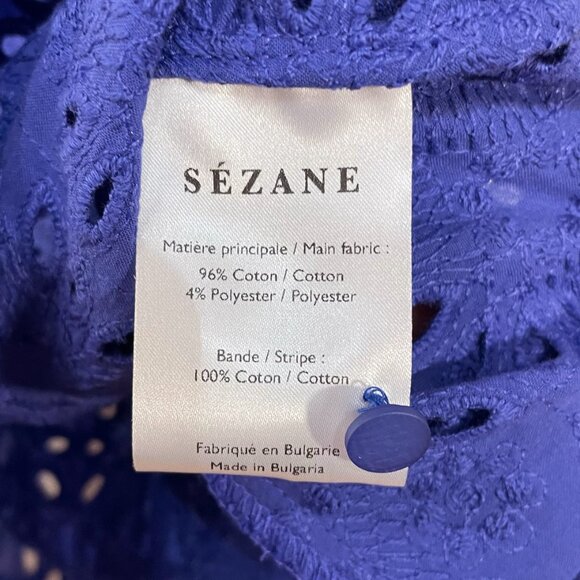 SÉZANE
Matière principale / Main fabric :
96% Coton / Cotton
4% Polyester / Polyester
Bande / Stripe :
100% Coton / Cotton
Fabriqué en Bulgarie
Made in Bulgaria